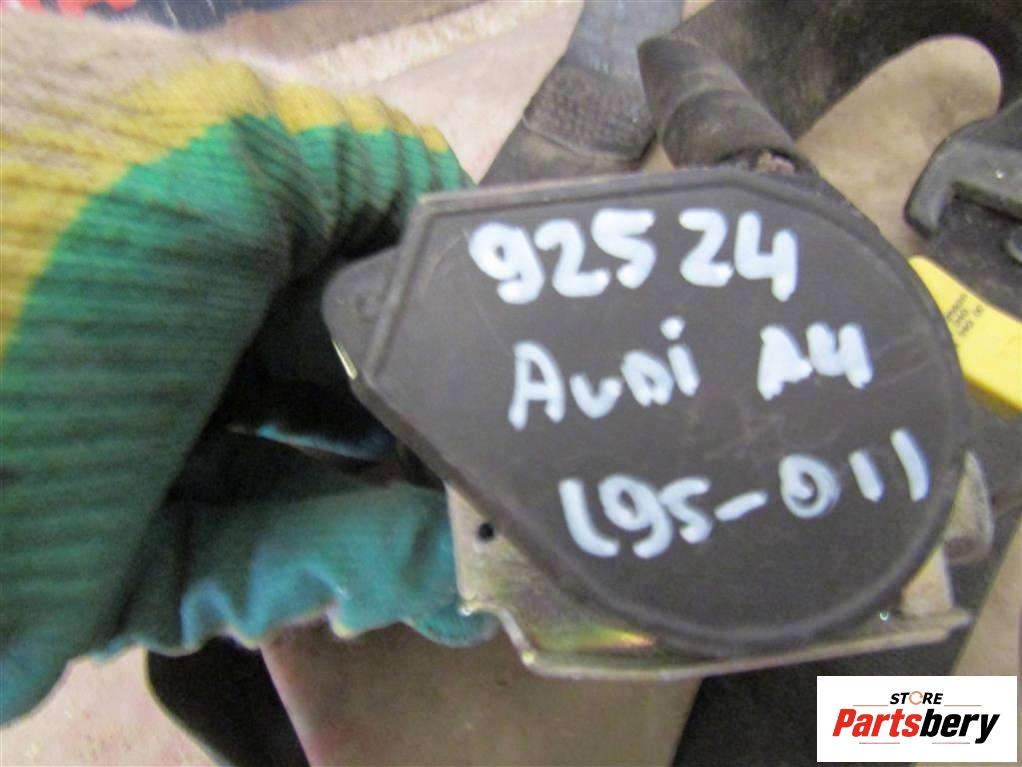 92524
AUDi A4
(95-01)
STORE
Partsbery